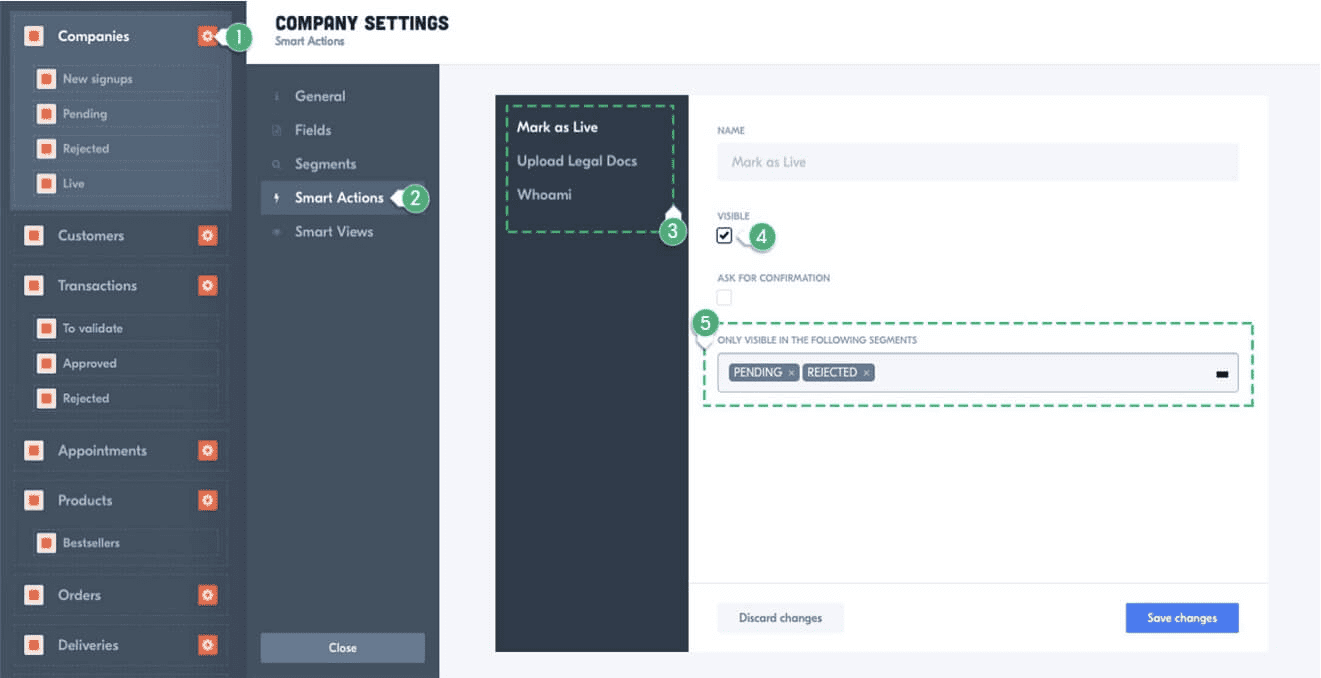 Companies
1
New signups
Pending
Rejected
Live
Customers
Transactions
To validate
Approved
Rejected
Appointments
Products
Bestsellers
Orders
Deliveries
COMPANY SETTINGS
Smart Actions
General
Fields
Segments
Smart Actions
2
Smart Views
Close
Mark as Live
Upload Legal Docs
Whoami
3
NAME
Mark as Live
VISIBLE
4
ASK FOR CONFIRMATION
5
ONLY VISIBLE IN THE FOLLOWING SEGMENTS
PENDING × REJECTED ×
Discard changes
Save changes